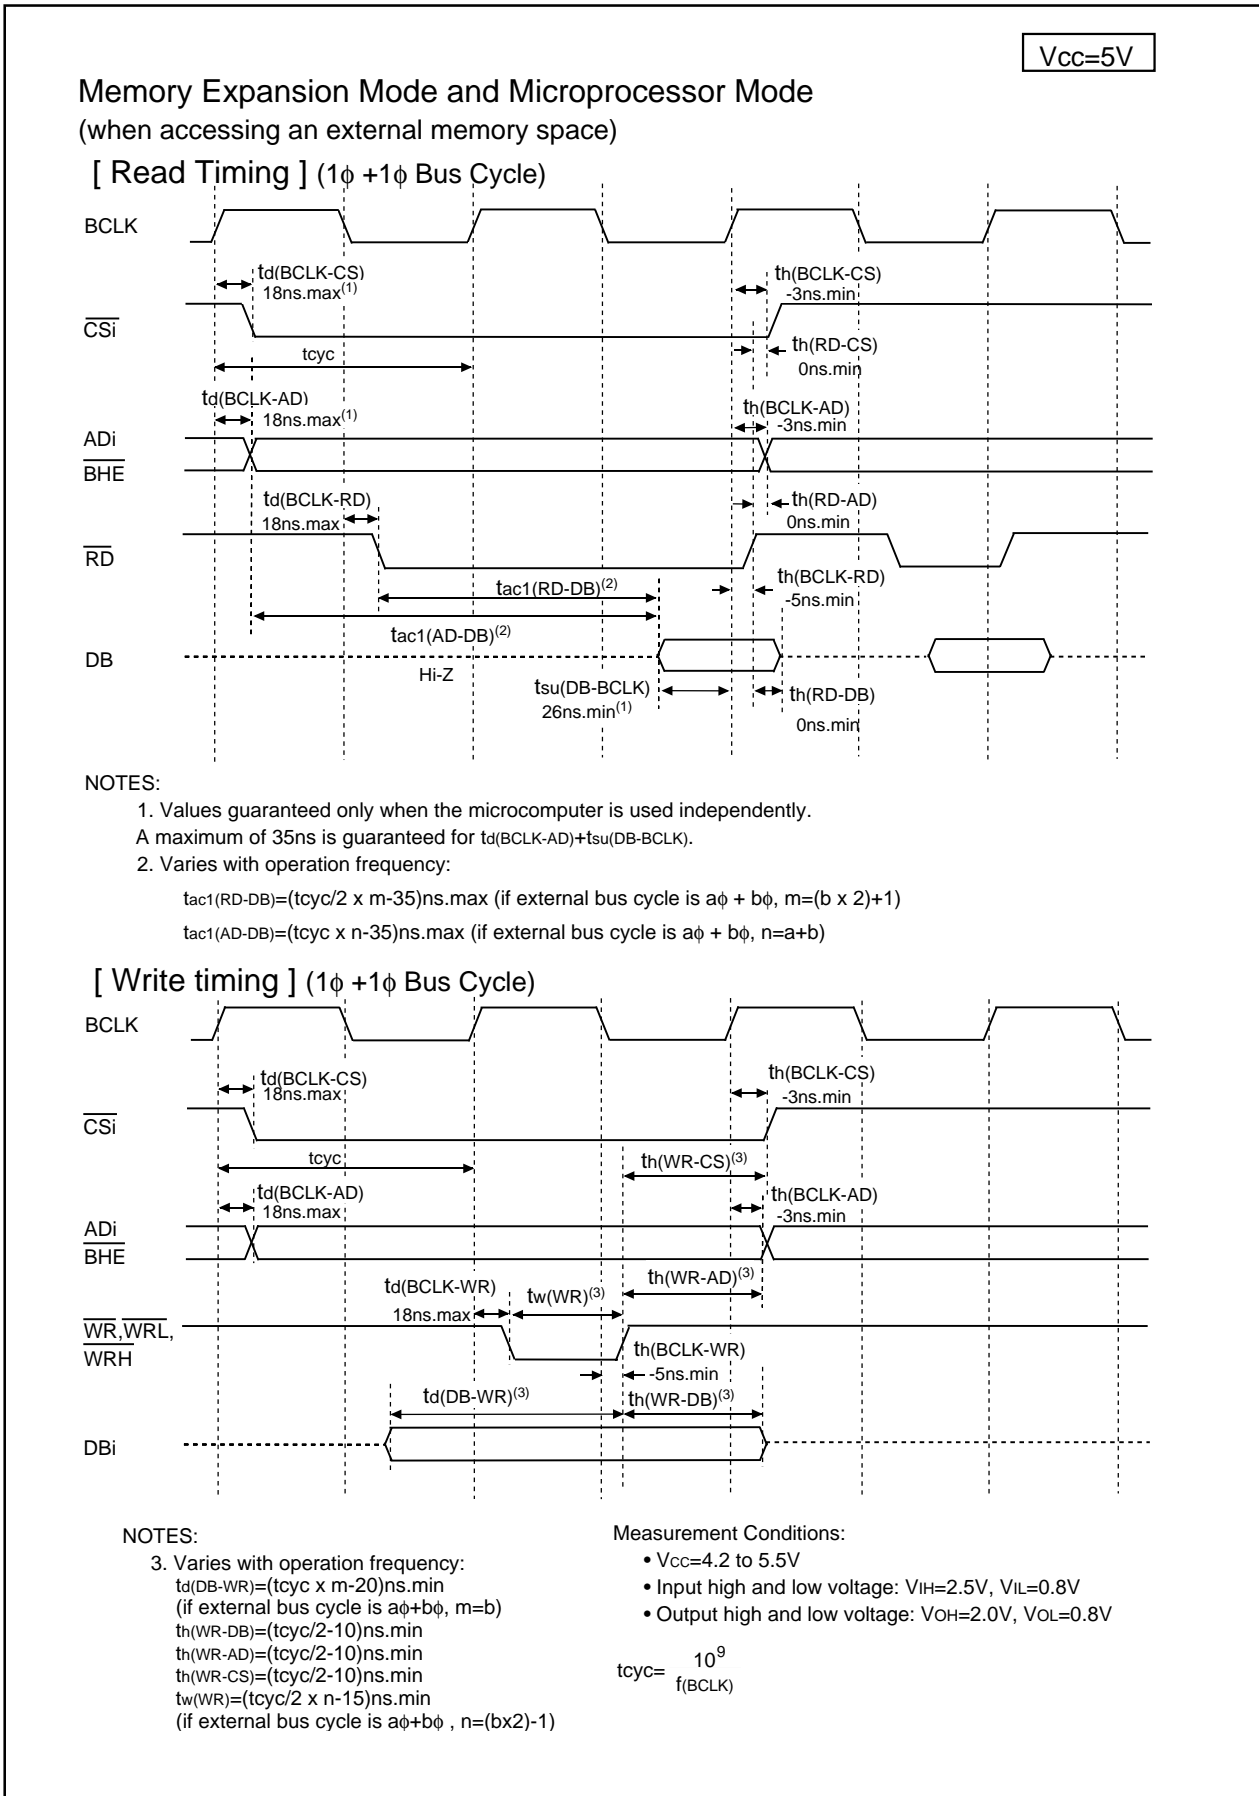 Vcc=5V
Memory Expansion Mode and Microprocessor Mode
(when accessing an external memory space)
[ Read Timing ] (1ϕ +1ϕ Bus Cycle)
BCLK
td(BCLK-CS)
18ns.max(1)
th(BCLK-CS)
-3ns.min
CSi
th(RD-CS)
0ns.min
tcyc
td(BCLK-AD)
18ns.max(1)
th(BCLK-AD)
-3ns.min
ADi
BHE
td(BCLK-RD)
18ns.max
th(RD-AD)
0ns.min
RD
tac1(RD-DB)(2)
th(BCLK-RD)
-5ns.min
tac1(AD-DB)(2)
DB
Hi-Z
tsu(DB-BCLK)
26ns.min(1)
th(RD-DB)
0ns.min
NOTES:
1. Values guaranteed only when the microcomputer is used independently.
A maximum of 35ns is guaranteed for td(BCLK-AD)+tsu(DB-BCLK).
2. Varies with operation frequency:
tac1(RD-DB)=(tcyc/2 x m-35)ns.max (if external bus cycle is aϕ + bϕ, m=(b x 2)+1)
tac1(AD-DB)=(tcyc x n-35)ns.max (if external bus cycle is aϕ + bϕ, n=a+b)
[ Write timing ] (1ϕ +1ϕ Bus Cycle)
BCLK
td(BCLK-CS)
18ns.max
th(BCLK-CS)
-3ns.min
CSi
tcyc
th(WR-CS)(3)
td(BCLK-AD)
18ns.max
th(BCLK-AD)
-3ns.min
ADi
BHE
td(BCLK-WR)
18ns.max
tw(WR)(3)
th(WR-AD)(3)
WR,WRL,
WRH
th(BCLK-WR)
-5ns.min
td(DB-WR)(3)
th(WR-DB)(3)
DBi
NOTES:
3. Varies with operation frequency:
td(DB-WR)=(tcyc x m-20)ns.min
(if external bus cycle is aϕ+bϕ, m=b)
th(WR-DB)=(tcyc/2-10)ns.min
th(WR-AD)=(tcyc/2-10)ns.min
th(WR-CS)=(tcyc/2-10)ns.min
tw(WR)=(tcyc/2 x n-15)ns.min
(if external bus cycle is aϕ+bϕ , n=(bx2)-1)
Measurement Conditions:
• VCC=4.2 to 5.5V
• Input high and low voltage: VIH=2.5V, VIL=0.8V
• Output high and low voltage: VOH=2.0V, VOL=0.8V
tcyc= 10^9
f(BCLK)